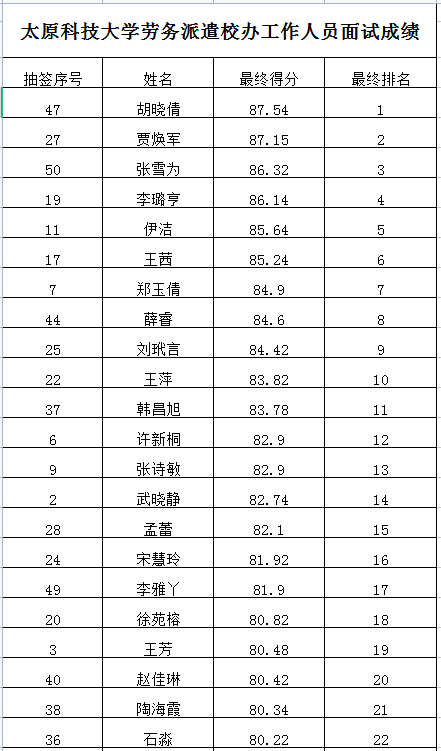 太原科技大学劳务派遣校办工作人员面试成绩
抽签序号 姓名 最终得分 最终排名
47 胡晓倩 87.54 1
27 贾焕军 87.15 2
50 张雪为 86.32 3
19 李璐亨 86.14 4
11 伊洁 85.64 5
17 王茜 85.24 6
7 郑玉倩 84.9 7
44 薛睿 84.6 8
25 刘玳言 84.42 9
22 王萍 83.82 10
37 韩昌旭 83.78 11
6 许新桐 82.9 12
9 张诗敏 82.9 13
2 武晓静 82.74 14
28 孟蕾 82.1 15
24 宋慧玲 81.92 16
49 李雅丫 81.9 17
20 徐苑榕 80.82 18
3 王芳 80.48 19
40 赵佳琳 80.42 20
38 陶海霞 80.34 21
36 石淼 80.22 22